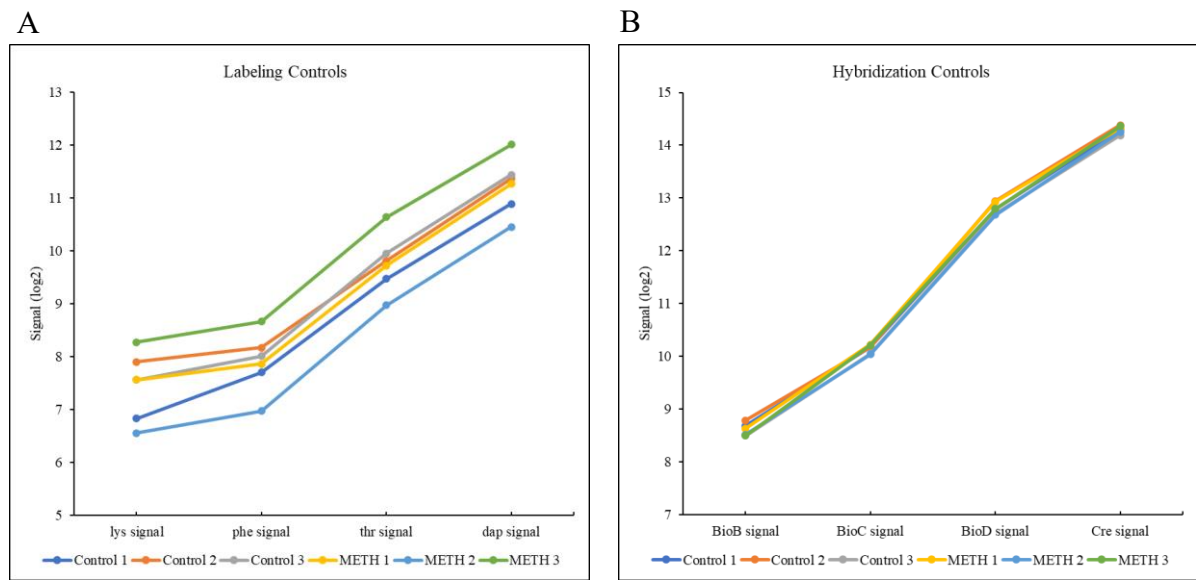 A
Labeling Controls
13
12
11
10
9
8
7
6
5
Signal (log2)
lys signal phe signal thr signal dap signal
Control 1 Control 2 Control 3 METH 1 METH 2 METH 3
B
Hybridization Controls
15
14
13
12
11
10
9
8
7
Signal (log2)
BioB signal BioC signal BioD signal Cre signal
Control 1 Control 2 Control 3 METH 1 METH 2 METH 3